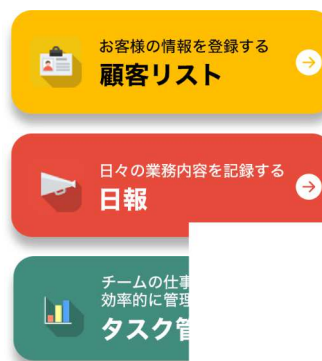 お客様の情報を登録する
顧客リスト
日々の業務内容を記録する
日報
チームの仕事
効率的に管理
タスク管